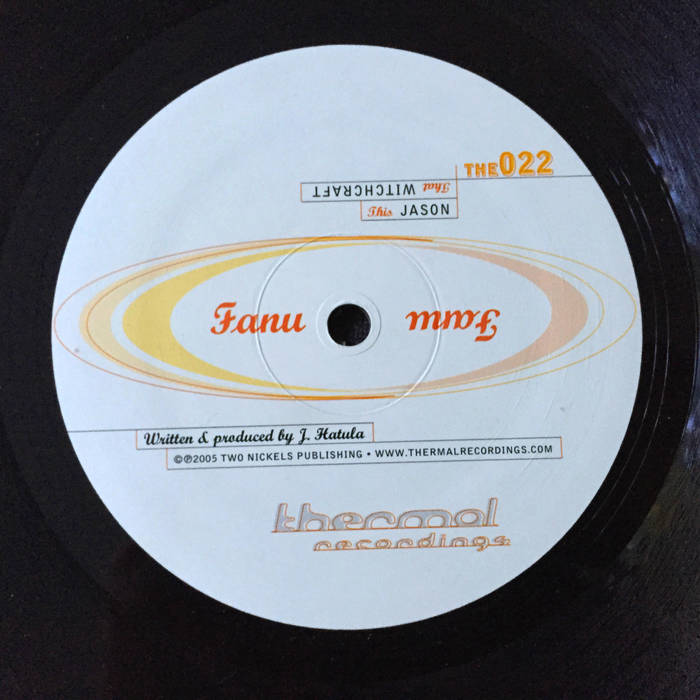 THE022
That WITCHCRAFT
This JASON
Fanu Fanu
Written & produced by J. Hatula
©℗2005 TWO NICKELS PUBLISHING • WWW.THERMALRECORDINGS.COM
thermal
recordings